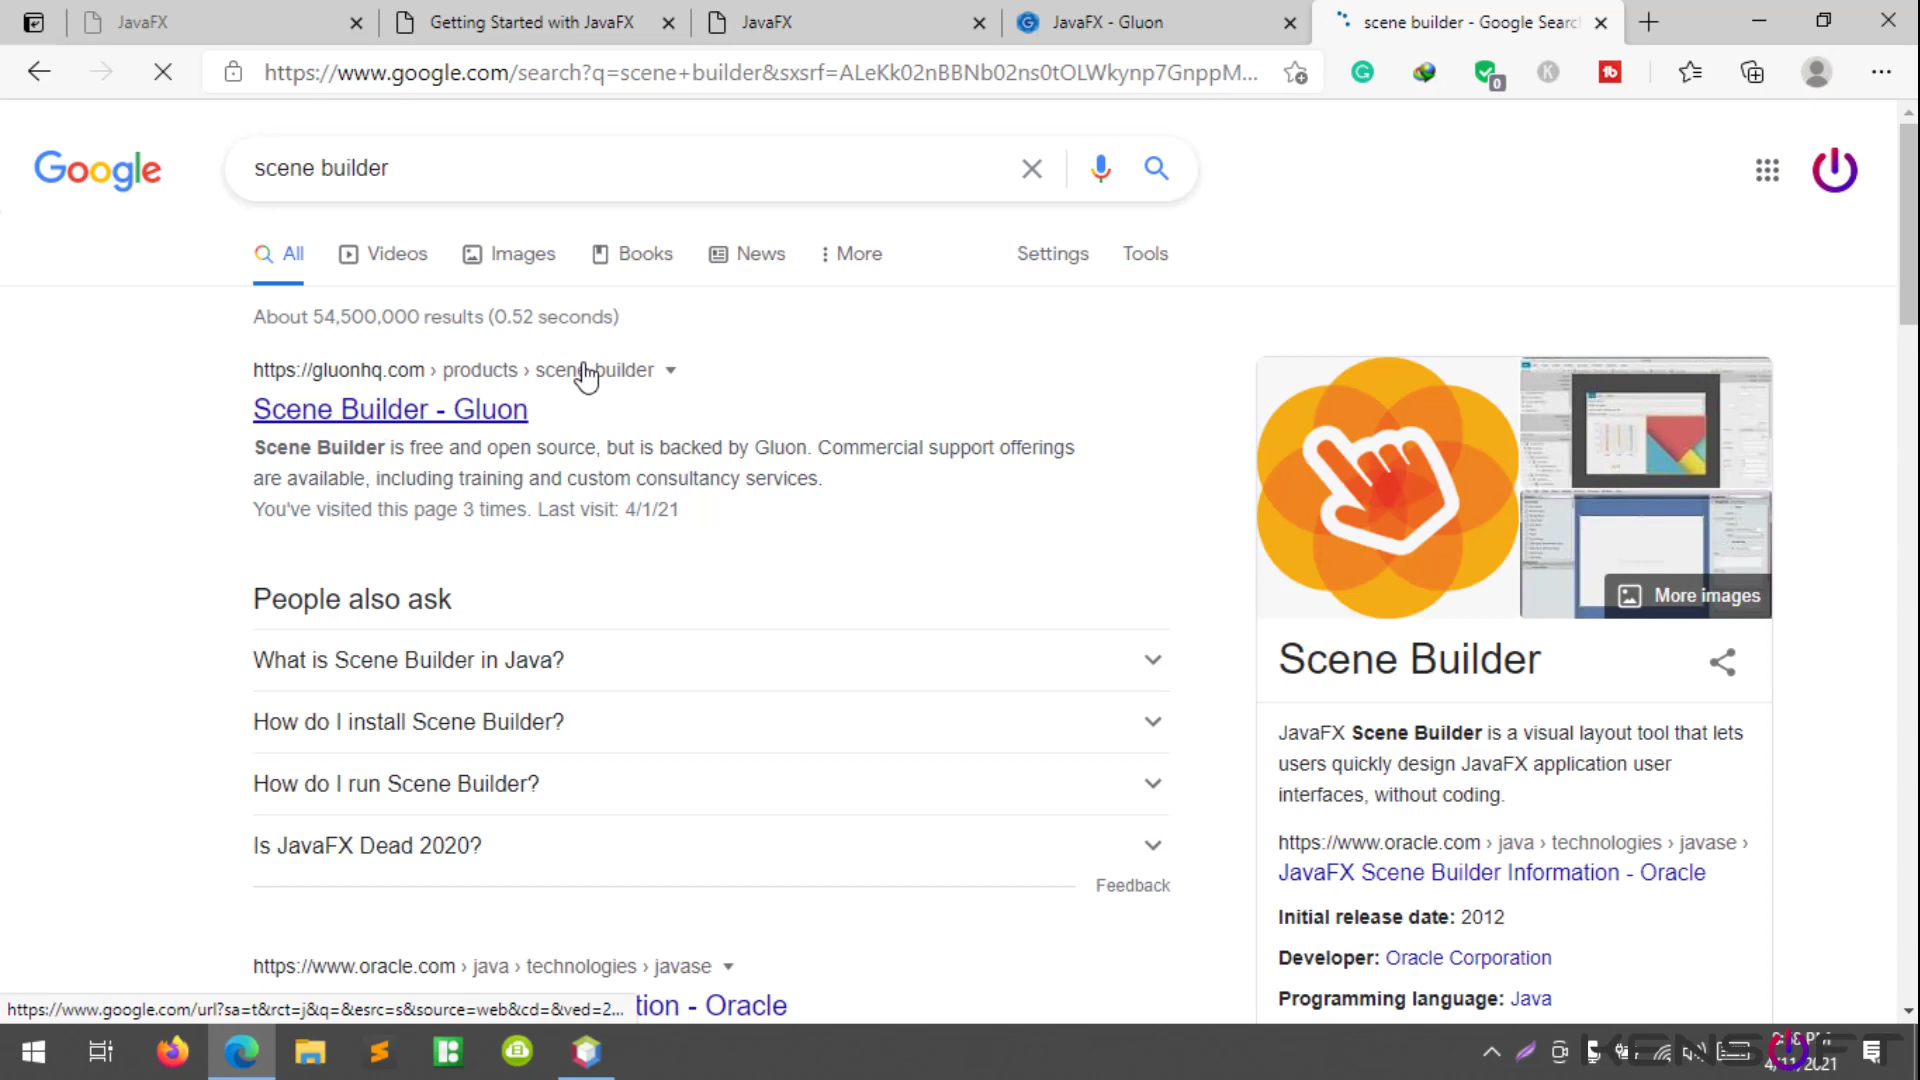 JavaFX
Getting Started with JavaFX
JavaFX
JavaFX - Gluon
scene builder - Google Searc
https://www.google.com/search?q=scene+builder&sxsrf=ALeKk02nBBNb02ns0tOLWkynp7GnppM...
0
K
tb
Google
scene builder
All
Videos
Images
Books
News
More
Settings
Tools
About 54,500,000 results (0.52 seconds)
https://gluonhq.com › products › scene-builder
Scene Builder - Gluon
Scene Builder is free and open source, but is backed by Gluon. Commercial support offerings
are available, including training and custom consultancy services.
You've visited this page 3 times. Last visit: 4/1/21
People also ask
What is Scene Builder in Java?
How do I install Scene Builder?
How do I run Scene Builder?
Is JavaFX Dead 2020?
Feedback
https://www.oracle.com › java › technologies › javase
tion - Oracle
More images
Scene Builder
JavaFX Scene Builder is a visual layout tool that lets
users quickly design JavaFX application user
interfaces, without coding.
https://www.oracle.com › java › technologies › javase ›
JavaFX Scene Builder Information - Oracle
Initial release date: 2012
Developer: Oracle Corporation
Programming language: Java
https://www.google.com/url?sa=t&rct=j&q=&esrc=s&source=web&cd=&ved=2...
KENSOFT
4/11/2021